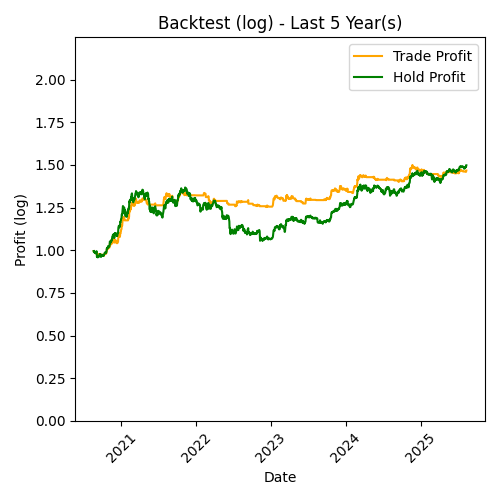 Backtest (log) - Last 5 Year(s)
Trade Profit
Hold Profit
2.00
1.75
1.50
1.25
1.00
0.75
0.50
0.25
0.00
Profit (log)
2021
2022
2023
2024
2025
Date